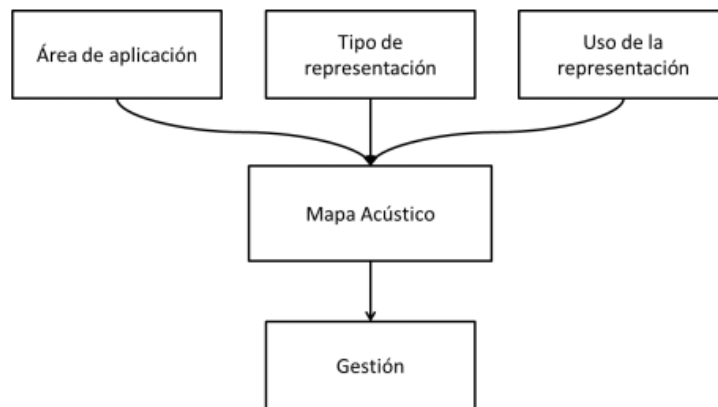 Área de aplicación
Tipo de
representación
Uso de la
representación
Mapa Acústico
Gestión